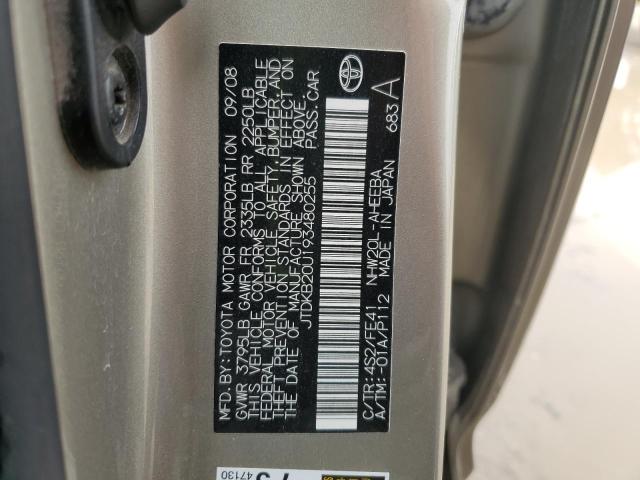 MFD. BY: TOYOTA MOTOR CORPORATION 09/08
GVWR 3795LB GAWR FR 2335LB RR 2250LB
THIS VEHICLE CONFORMS TO ALL APPLICABLE
FEDERAL MOTOR VEHICLE SAFETY, BUMPER, AND
THEFT PREVENTION STANDARDS IN EFFECT ON
THE DATE OF MANUFACTURE SHOWN ABOVE.
JTDKB20U193480255 PASS. CAR
C/TR: 4S2/FE41 NHW20L-AHEEBA
A/TM: -01A/P112 MADE IN JAPAN 683 A
47130